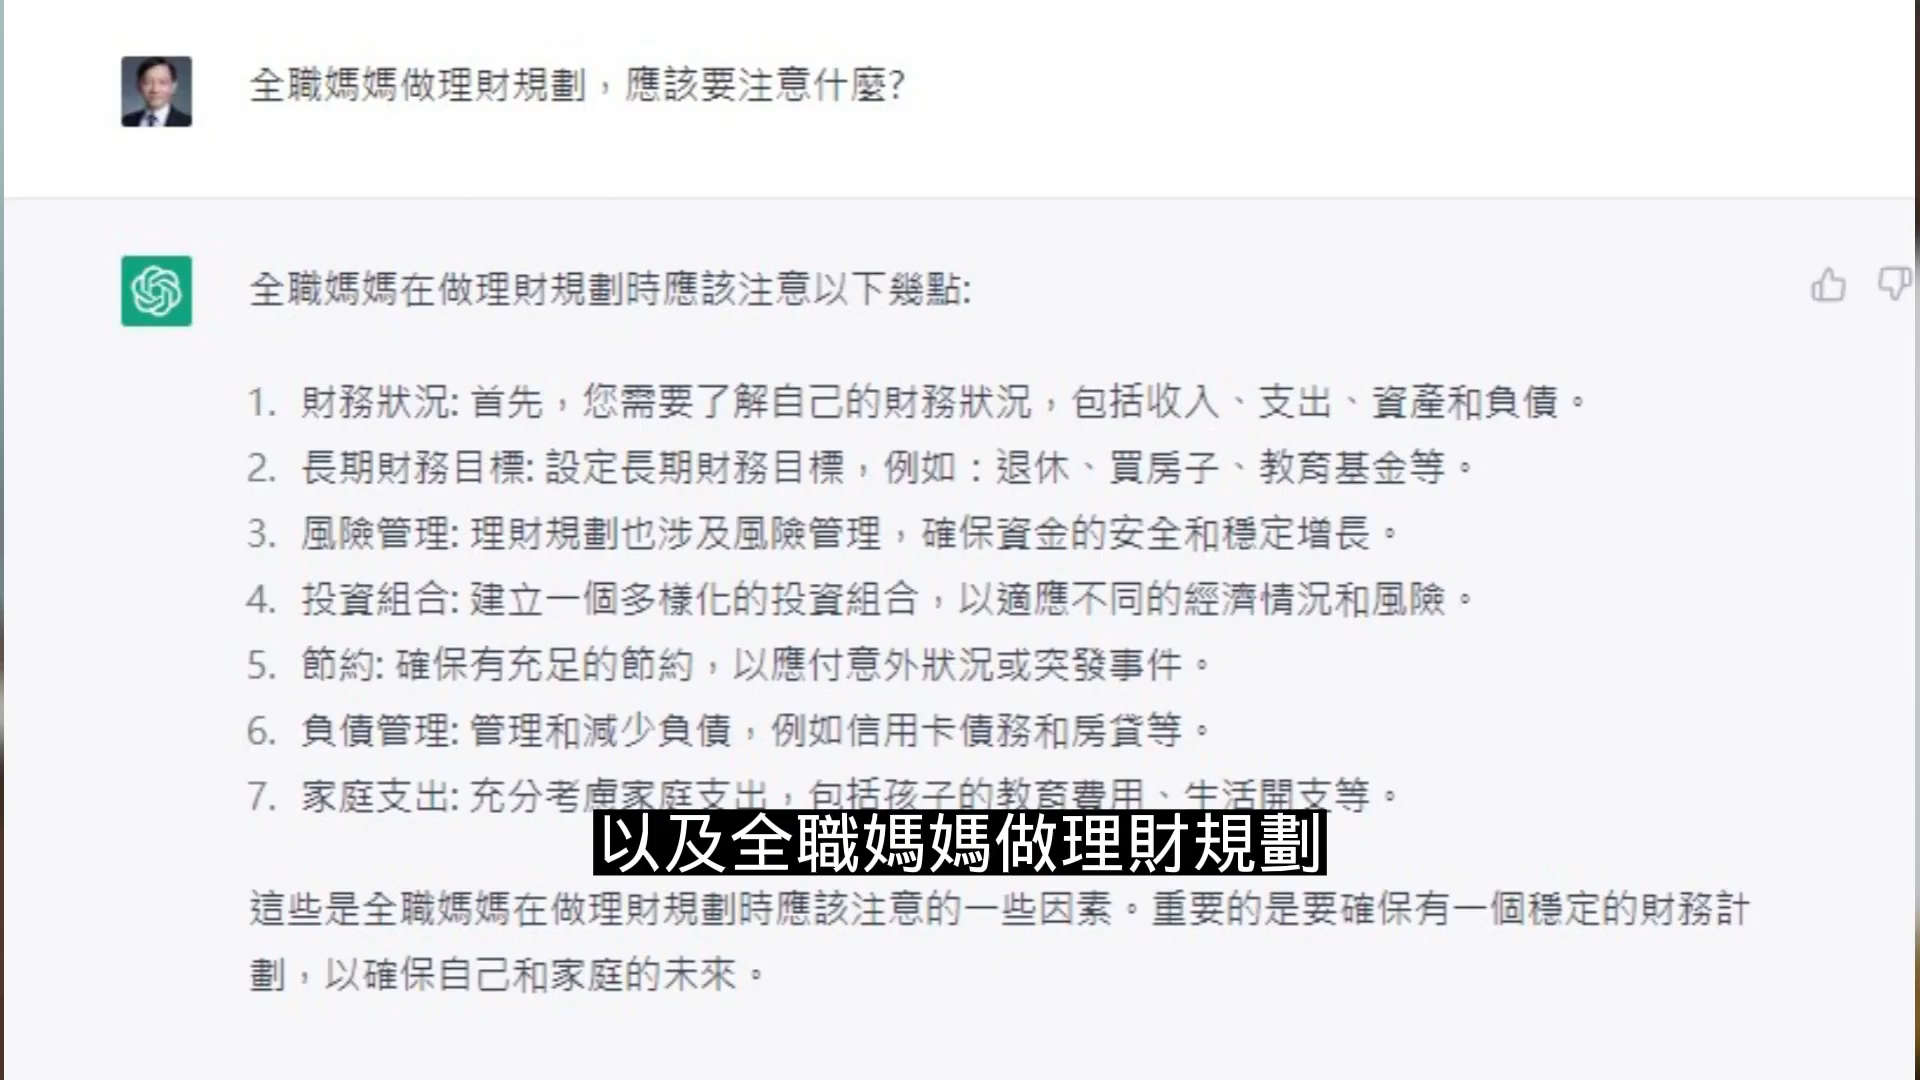 全職媽媽做理財規劃，應該要注意什麼?
全職媽媽在做理財規劃時應該注意以下幾點:
1. 財務狀況: 首先，您需要了解自己的財務狀況，包括收入、支出、資產和負債。
2. 長期財務目標: 設定長期財務目標，例如：退休、買房子、教育基金等。
3. 風險管理: 理財規劃也涉及風險管理，確保資金的安全和穩定增長。
4. 投資組合: 建立一個多樣化的投資組合，以適應不同的經濟情況和風險。
5. 節約: 確保有充足的節約，以應付意外狀況或突發事件。
6. 負債管理: 管理和減少負債，例如信用卡債務和房貸等。
7. 家庭支出: 充分考慮家庭支出，包括孩子的教育費用、生活開支等。
以及全職媽媽做理財規劃
這些是全職媽媽在做理財規劃時應該注意的一些因素。重要的是要確保有一個穩定的財務計
劃，以確保自己和家庭的未來。